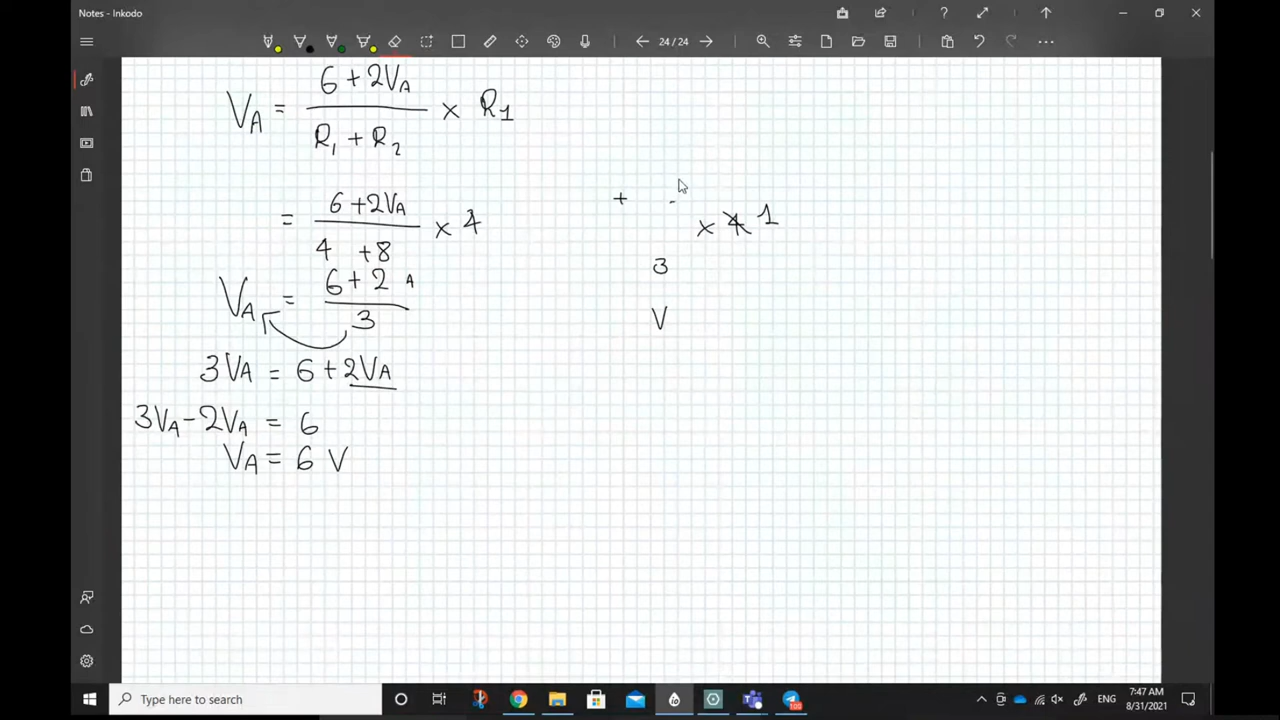 Notes - Inkodo
24 / 24
VA = 6 + 2VA / R1 + R2 × R1
= 6 + 2VA / 4 + 8 × 4
+ -
× 4 1
3
V
VA = 6 + 2 A / 3
3VA = 6 + 2VA
3VA - 2VA = 6
VA = 6 V
Type here to search
100
ENG
7:47 AM
8/31/2021